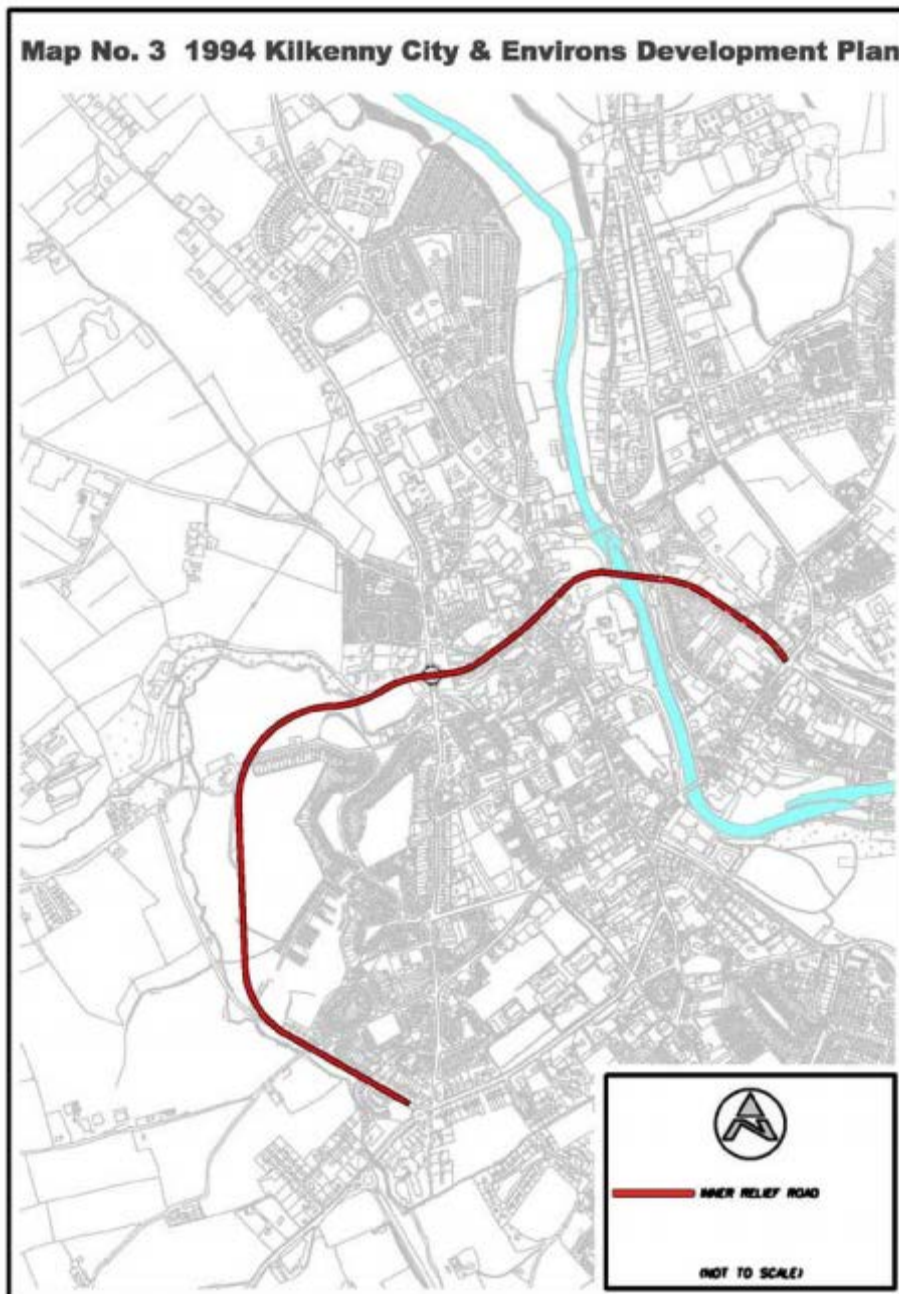 Map No. 3 1994 Kilkenny City & Environs Development Plan
INNER RELIEF ROAD
(NOT TO SCALE)